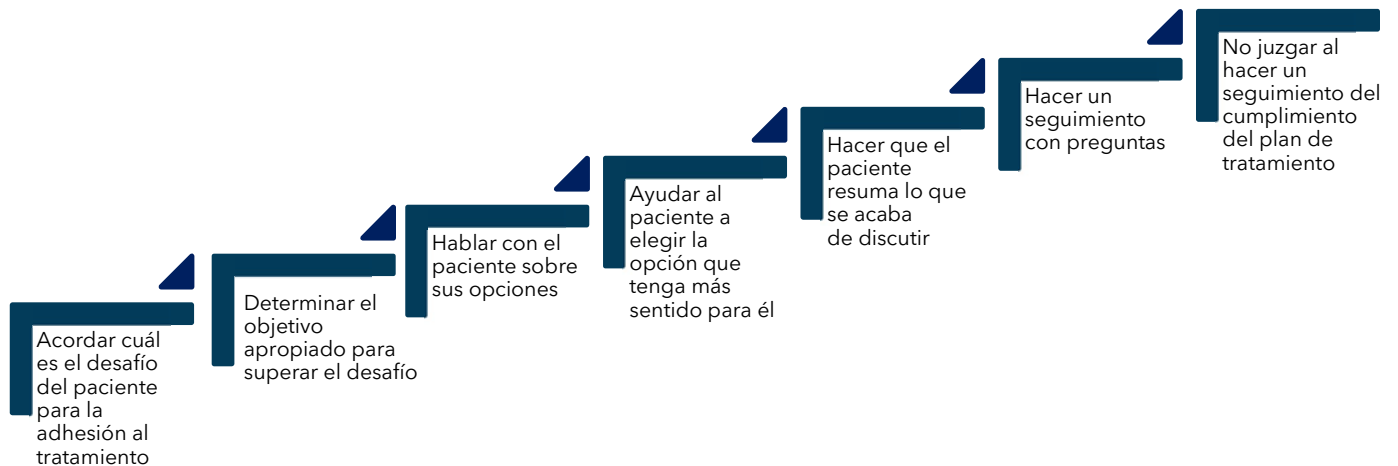 Acordar cuál
es el desafío
del paciente
para la
adhesión al
tratamiento
Determinar el
objetivo
apropiado para
superar el desafío
Hablar con el
paciente sobre
sus opciones
Ayudar al
paciente a
elegir la
opción que
tenga más
sentido para él
Hacer que el
paciente
resuma lo que
se acaba
de discutir
Hacer un
seguimiento
con preguntas
No juzgar al
hacer un
seguimiento del
cumplimiento
del plan de
tratamiento